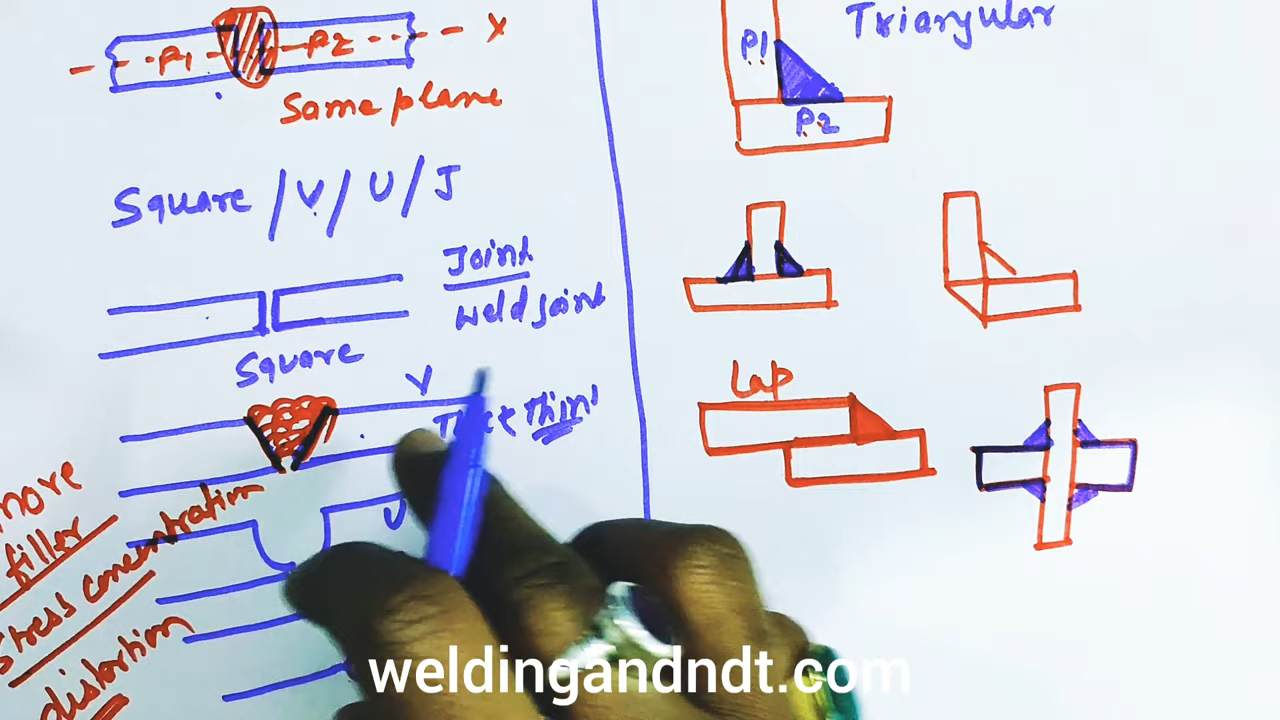 P1 P2 X
Same plane
Square / V / U / J
Joint
Weld joint
Square
V
Thin
U
more
filler
Stress concentration
distortion
Triangular
P1
P2
Lap
weldingandndt.com